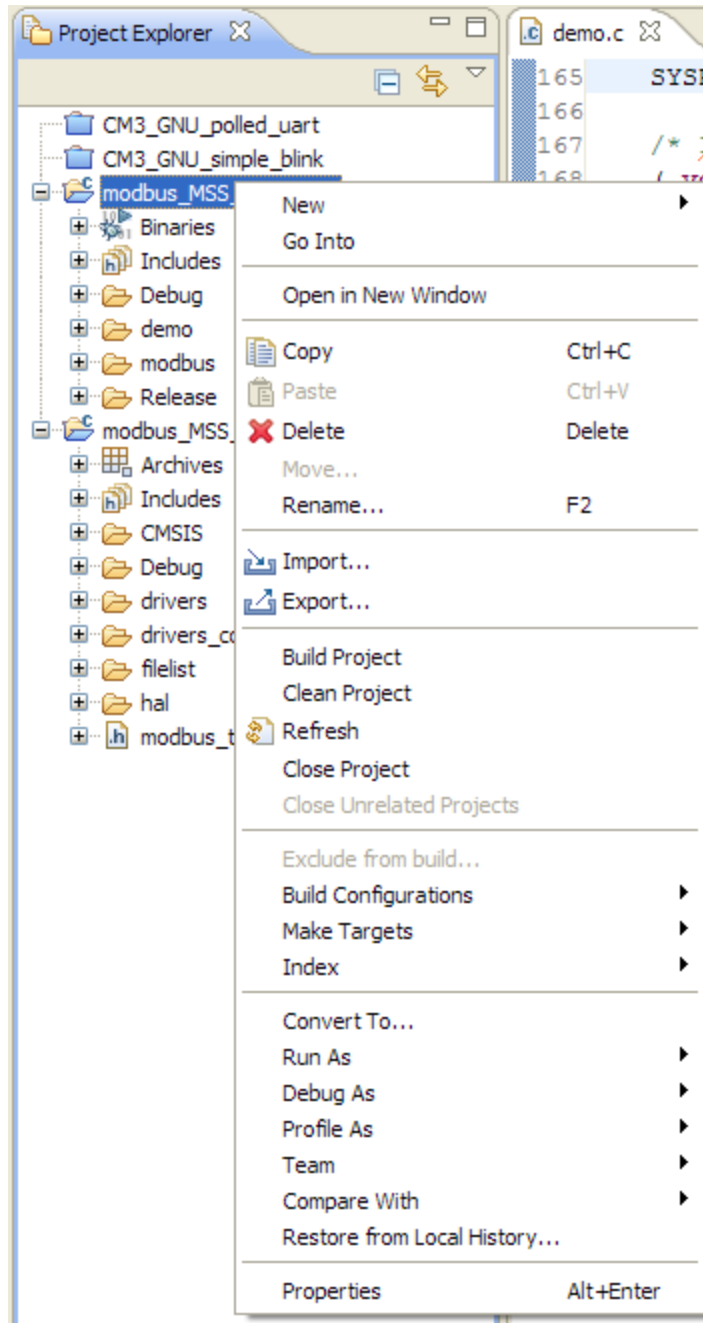 Project Explorer
demo.c
165 SYS
166
167 /*
168
CM3_GNU_polled_uart
CM3_GNU_simple_blink
modbus_MSS_
Binaries
Includes
Debug
demo
modbus
Release
modbus_MSS_
Archives
Includes
CMSIS
Debug
drivers
drivers_co
filelist
hal
modbus_t
New
Go Into
Open in New Window
Copy Ctrl+C
Paste Ctrl+V
Delete Delete
Move...
Rename... F2
Import...
Export...
Build Project
Clean Project
Refresh
Close Project
Close Unrelated Projects
Exclude from build...
Build Configurations
Make Targets
Index
Convert To...
Run As
Debug As
Profile As
Team
Compare With
Restore from Local History...
Properties Alt+Enter